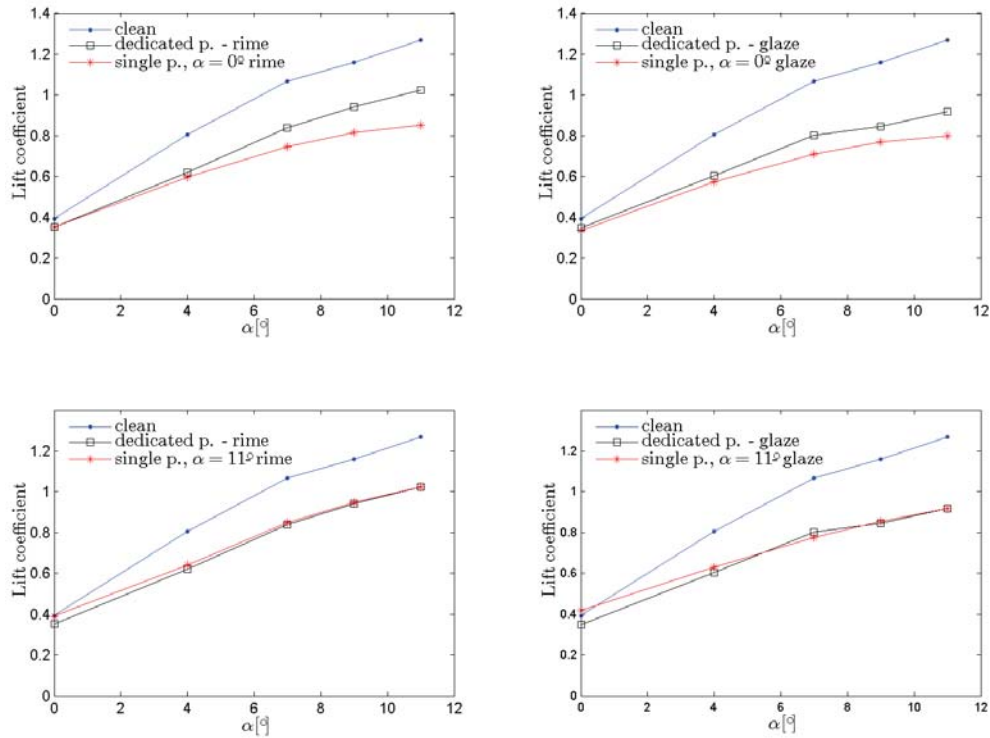 1.4
1.2
1
0.8
0.6
0.4
0.2
0
Lift coefficient
clean
dedicated p. - rime
single p., α = 0º rime
0 2 4 6 8 10 12
α[°]
1.4
1.2
1
0.8
0.6
0.4
0.2
0
Lift coefficient
clean
dedicated p. - glaze
single p., α = 0º glaze
0 2 4 6 8 10 12
α[°]
1.2
1
0.8
0.6
0.4
0.2
0
Lift coefficient
clean
dedicated p. - rime
single p., α = 11º rime
0 2 4 6 8 10 12
α[°]
1.2
1
0.8
0.6
0.4
0.2
0
Lift coefficient
clean
dedicated p. - glaze
single p., α = 11º glaze
0 2 4 6 8 10 12
α[°]